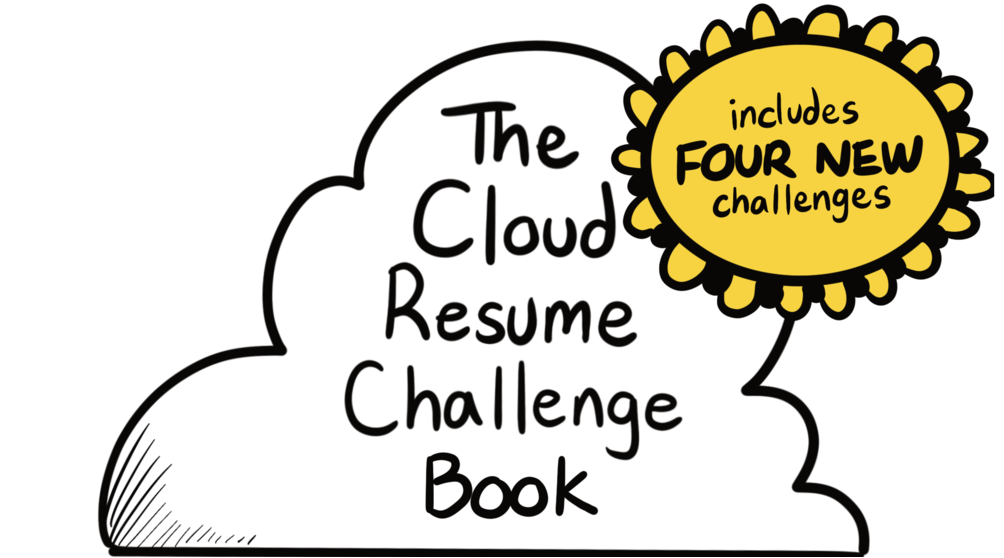 The
Cloud
Resume
Challenge
Book
includes
FOUR NEW
challenges